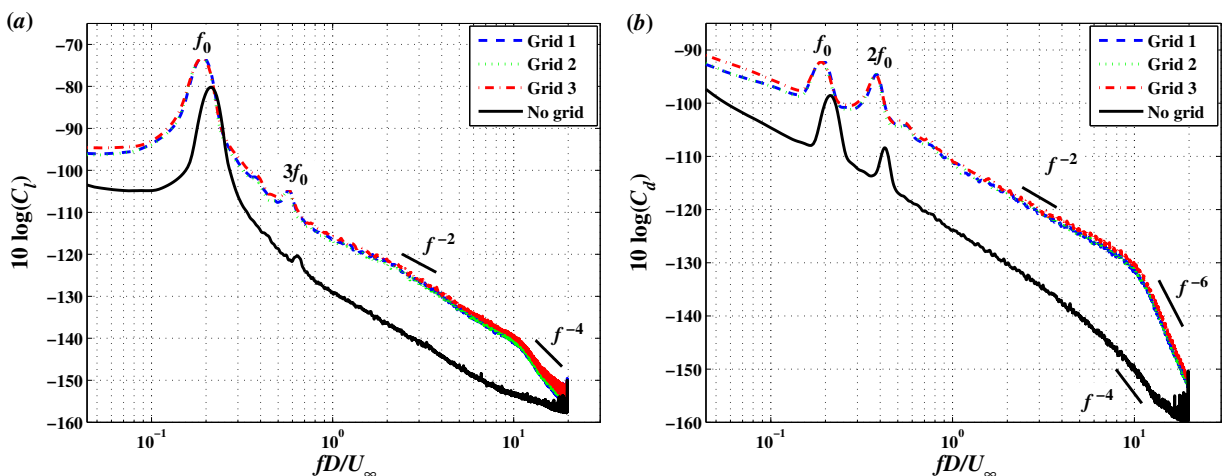 (a)
10 log(C_l)
−70
−80
−90
−100
−110
−120
−130
−140
−150
−160
f_0
3f_0
f^−2
f^−4
Grid 1
Grid 2
Grid 3
No grid
10^−1
10^0
10^1
fD/U_∞
(b)
10 log(C_d)
−90
−100
−110
−120
−130
−140
−150
−160
f_0
2f_0
f^−2
f^−6
f^−4
Grid 1
Grid 2
Grid 3
No grid
10^−1
10^0
10^1
fD/U_∞